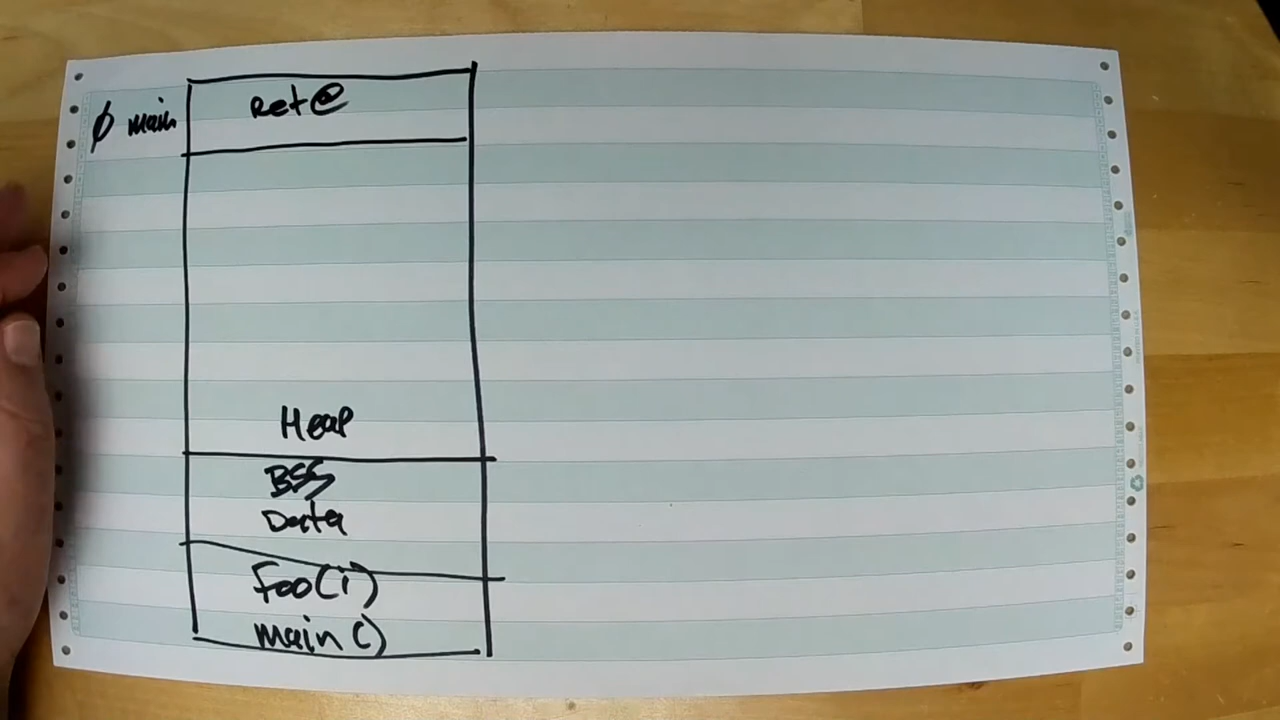 Ø main Ret@
Heap
BSS
Data
foo(i)
main()